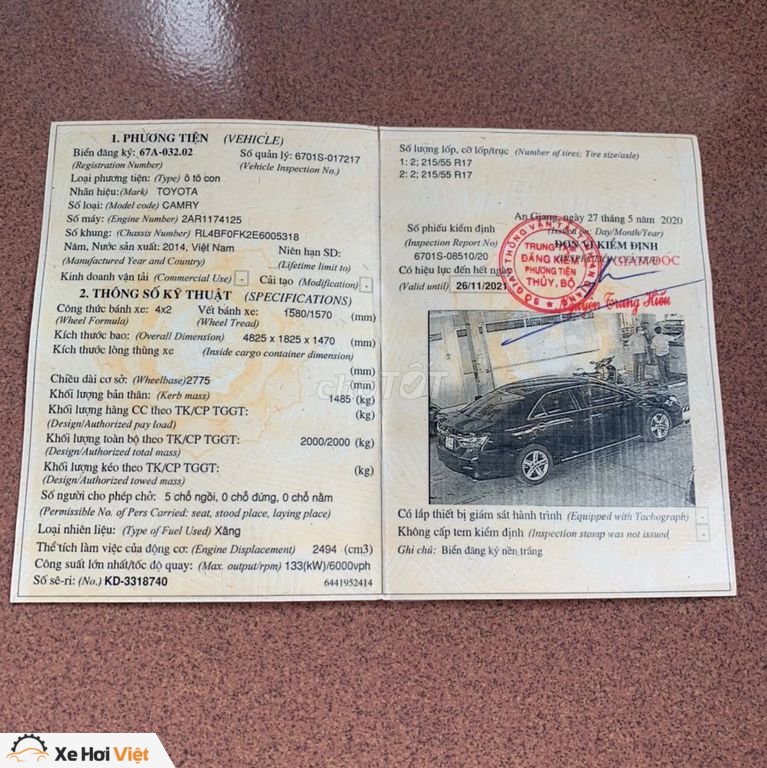 1. PHƯƠNG TIỆN (VEHICLE)
Biển đăng ký: 67A-032.02 Số quản lý: 6701S-017217
(Registration Number) (Vehicle Inspection No.)
Loại phương tiện: (Type) ô tô con
Nhãn hiệu:(Mark) TOYOTA
Số loại: (Model code) CAMRY
Số máy: (Engine Number) 2AR1174125
Số khung: (Chassis Number) RL4BF0FK2E6005318
Năm, Nước sản xuất: 2014, Việt Nam Niên hạn SD:
(Manufactured Year and Country) (Lifetime limit to)
Kinh doanh vận tải (Commercial Use) - Cải tạo (Modification) -
2. THÔNG SỐ KỸ THUẬT (SPECIFICATIONS)
Công thức bánh xe: 4x2 Vết bánh xe: 1580/1570 (mm)
(Wheel Formula) (Wheel Tread)
Kích thước bao: (Overall Dimension) 4825 x 1825 x 1470 (mm)
Kích thước lòng thùng xe (Inside cargo container dimension)
(mm)
Chiều dài cơ sở: (Wheelbase)2775 (mm)
Khối lượng bản thân: (Kerb mass) 1485 (kg)
Khối lượng hàng CC theo TK/CP TGGT: (kg)
(Design/Authorized pay load)
Khối lượng toàn bộ theo TK/CP TGGT: 2000/2000 (kg)
(Design/Authorized total mass)
Khối lượng kéo theo TK/CP TGGT: (kg)
(Design/Authorized towed mass)
Số người cho phép chở: 5 chỗ ngồi, 0 chỗ đứng, 0 chỗ nằm
(Permissible No. of Pers Carried: seat, stood place, laying place)
Loại nhiên liệu: (Type of Fuel Used) Xăng
Thể tích làm việc của động cơ: (Engine Displacement) 2494 (cm3)
Công suất lớn nhất/tốc độ quay: (Max. output/rpm) 133(kW)/6000vph
Số sê-ri: (No.) KD-3318740 6441952414
Số lượng lốp, cỡ lốp/trục (Number of tires; Tire size/axle)
1: 2; 215/55 R17
2: 2; 215/55 R17
An Giang, ngày 27 tháng 5 năm 2020
(Issued on: Day/Month/Year)
Số phiếu kiểm định ĐƠN VỊ KIỂM ĐỊNH
(Inspection Report No)
6701S-08510/20 GIÁM ĐỐC
Có hiệu lực đến hết ngày
(Valid until) 26/11/2021
TRUNG TÂM
ĐĂNG KIỂM
PHƯƠNG TIỆN
THỦY, BỘ
Nguyễn Trung Hiếu
chợTỐT
Có lắp thiết bị giám sát hành trình (Equipped with Tachograph) -
Không cấp tem kiểm định (Inspection stamp was not issued) -
Ghi chú: Biển đăng ký nền trắng
Xe Hơi Việt